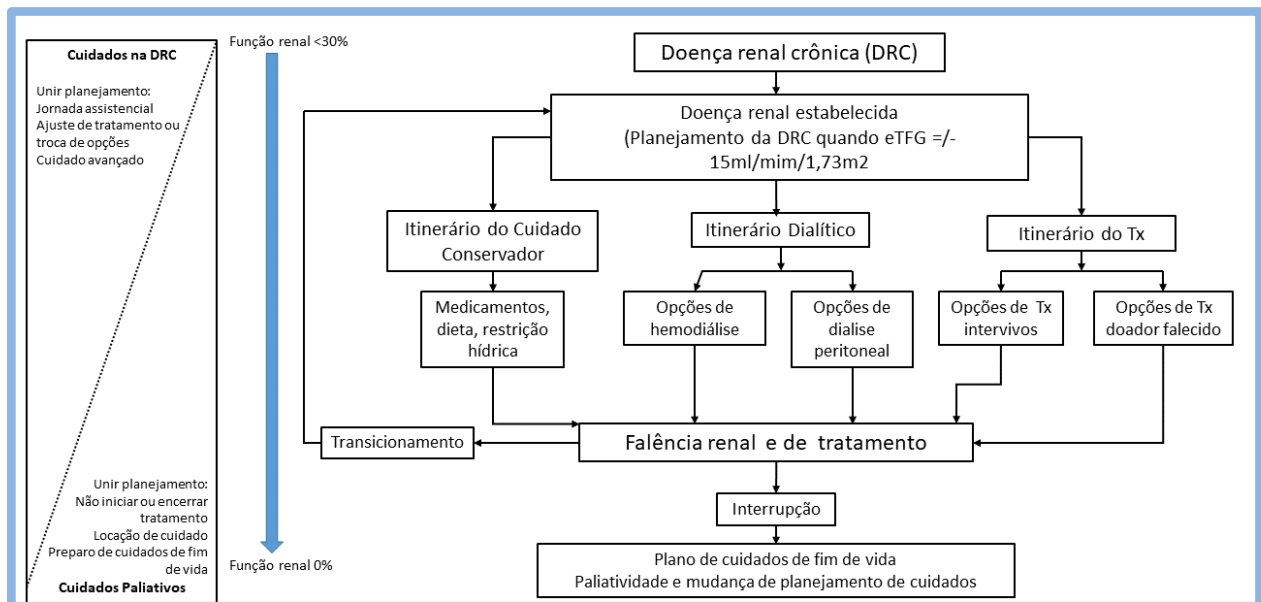 Cuidados na DRC
Unir planejamento:
Jornada assistencial
Ajuste de tratamento ou
troca de opções
Cuidado avançado
Unir planejamento:
Não iniciar ou encerrar
tratamento
Locação de cuidado
Preparo de cuidados de fim
de vida
Cuidados Paliativos
Função renal <30%
Função renal 0%
Doença renal crônica (DRC)
Doença renal estabelecida
(Planejamento da DRC quando eTFG =/-
15ml/mim/1,73m2
Itinerário do Cuidado
Conservador
Itinerário Dialítico
Itinerário do Tx
Medicamentos,
dieta, restrição
hídrica
Opções de
hemodiálise
Opções de
dialise
peritoneal
Opções de Tx
intervivos
Opções de Tx
doador falecido
Transicionamento
Falência renal e de tratamento
Interrupção
Plano de cuidados de fim de vida
Paliatividade e mudança de planejamento de cuidados